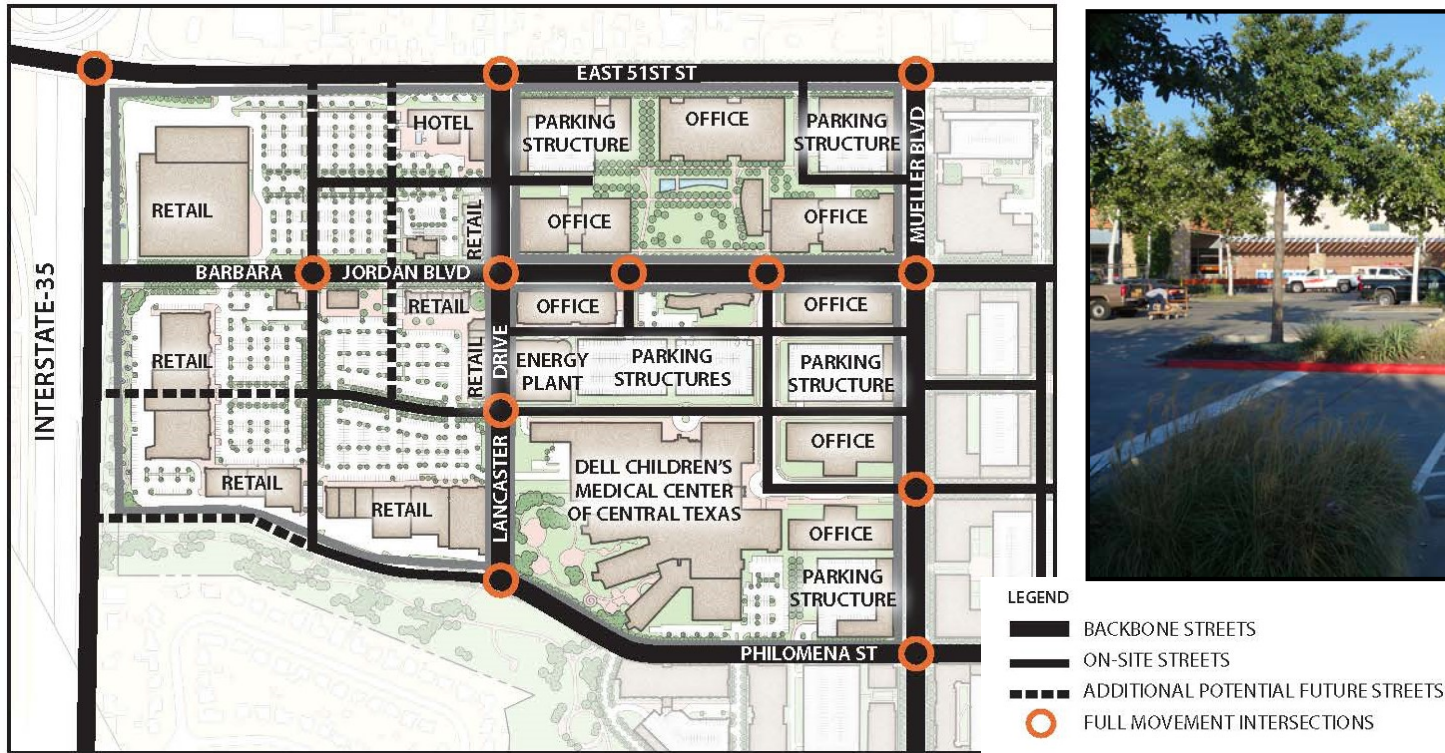 EAST 51ST ST
HOTEL
PARKING
STRUCTURE
OFFICE
PARKING
STRUCTURE
MUELLER BLVD
RETAIL
RETAIL
OFFICE
OFFICE
INTERSTATE-35
BARBARA JORDAN BLVD
RETAIL
OFFICE
OFFICE
RETAIL
RETAIL
LANCASTER DRIVE
ENERGY
PLANT
PARKING
STRUCTURES
PARKING
STRUCTURE
OFFICE
RETAIL
RETAIL
DELL CHILDREN'S
MEDICAL CENTER
OF CENTRAL TEXAS
OFFICE
PARKING
STRUCTURE
PHILOMENA ST
LEGEND
BACKBONE STREETS
ON-SITE STREETS
ADDITIONAL POTENTIAL FUTURE STREETS
FULL MOVEMENT INTERSECTIONS